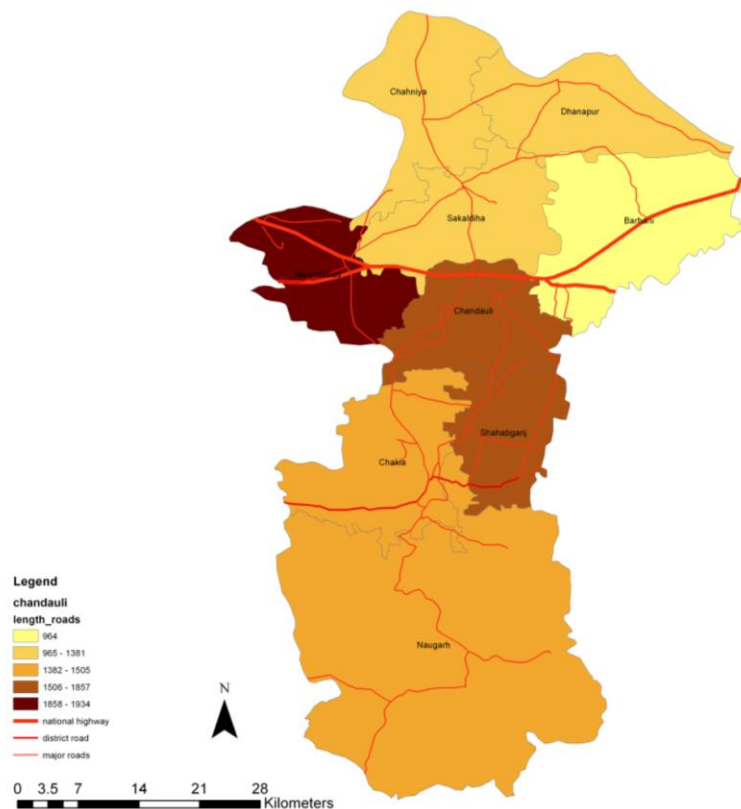 Chahniya
Dhanapur
Sakaldiha
Barhani
Chandauli
Shahabganj
Chakia
Naugarh
Legend
chandauli
length_roads
964
965 - 1381
1382 - 1505
1506 - 1857
1858 - 1934
national highway
district road
major roads
N
0 3.5 7 14 21 28
Kilometers